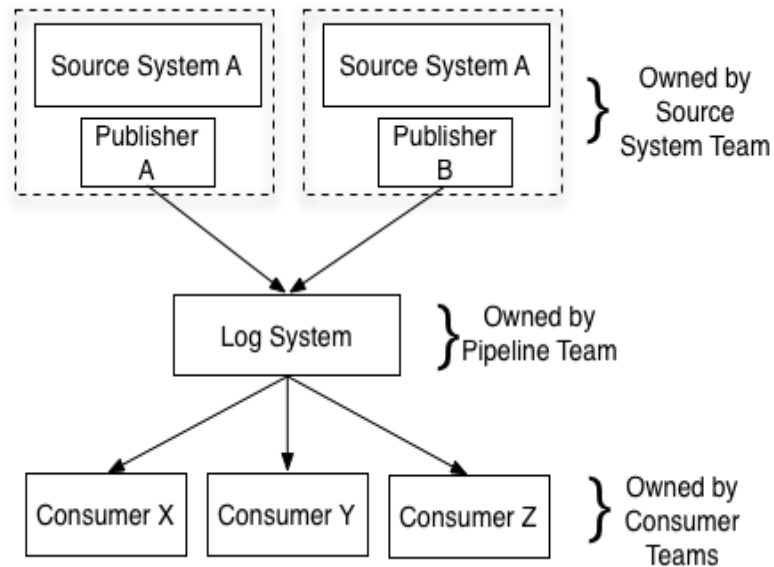 Source System A
Publisher
A
Source System A
Publisher
B
Owned by
Source
System Team
Log System
Owned by
Pipeline Team
Consumer X
Consumer Y
Consumer Z
Owned by
Consumer
Teams